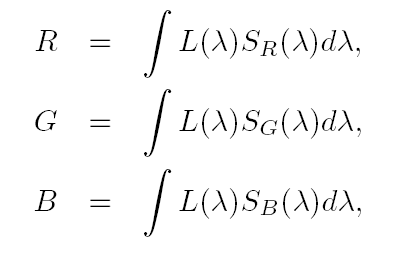 R = ∫ L(λ)S_R(λ)dλ,
G = ∫ L(λ)S_G(λ)dλ,
B = ∫ L(λ)S_B(λ)dλ,